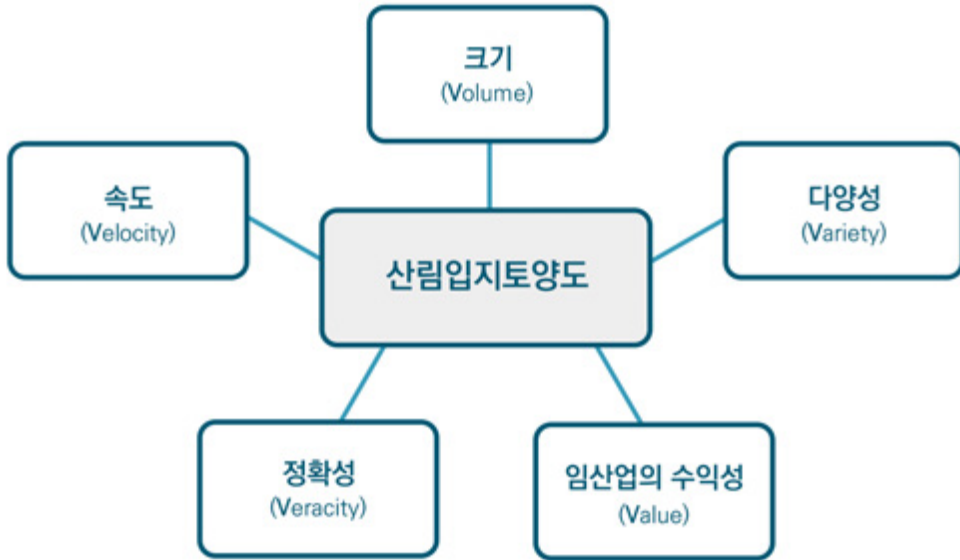 크기
(Volume)
속도
(Velocity)
다양성
(Variety)
산림입지토양도
정확성
(Veracity)
임산업의 수익성
(Value)